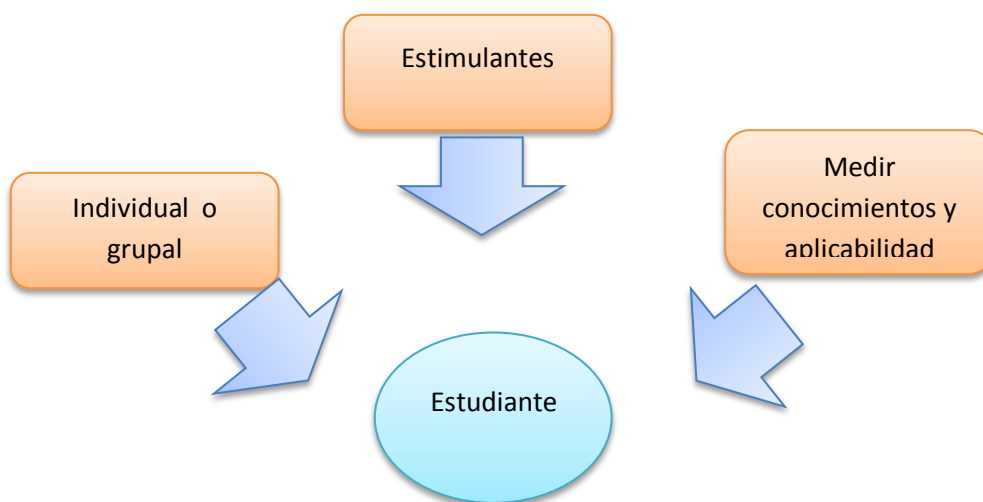 Estimulantes
Individual o
grupal
Medir
conocimientos y
aplicabilidad
Estudiante